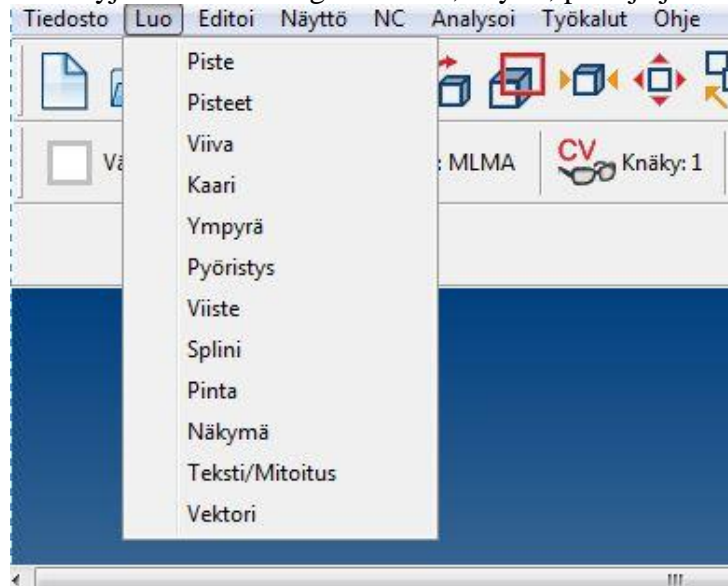 Tiedosto Luo Editoi Näyttö NC Analysoi Työkalut Ohje
Piste
Pisteet
Viiva
: MLMA
CV
Knäky: 1
Kaari
Ympyrä
Pyöristys
Viiste
Splini
Pinta
Näkymä
Teksti/Mitoitus
Vektori